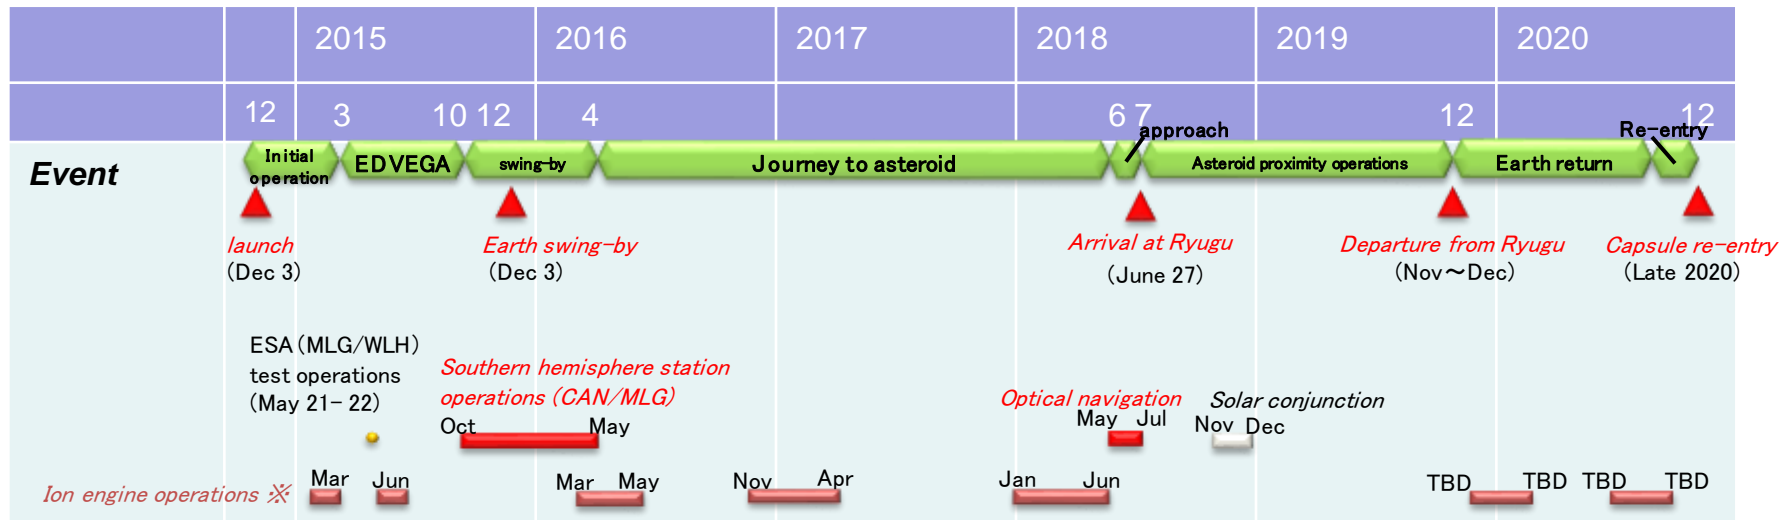 2015 2016 2017 2018 2019 2020
12 3 10 12 4 6 7 12 12
approach Re-entry
Event
Initial operation
EDVEGA
swing-by
Journey to asteroid
Asteroid proximity operations
Earth return
launch
(Dec 3)
Earth swing-by
(Dec 3)
Arrival at Ryugu
(June 27)
Departure from Ryugu
(Nov～Dec)
Capsule re-entry
(Late 2020)
ESA(MLG/WLH)
test operations
(May 21- 22)
Southern hemisphere station
operations (CAN/MLG)
Oct May
Optical navigation
May Jul
Solar conjunction
Nov Dec
Ion engine operations ※
Mar Jun Mar May Nov Apr Jan Jun TBD TBD TBD TBD